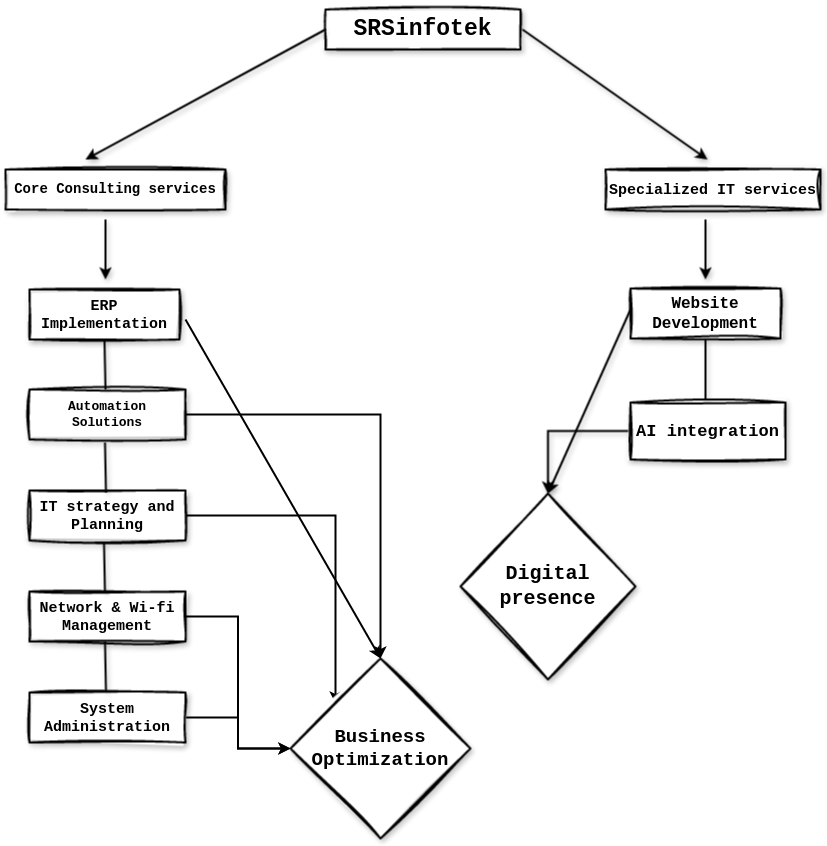 SRSinfotek
Core Consulting services
Specialized IT services
ERP
Implementation
Website
Development
Automation
Solutions
AI integration
IT strategy and
Planning
Digital
presence
Network & Wi-fi
Management
System
Administration
Business
Optimization